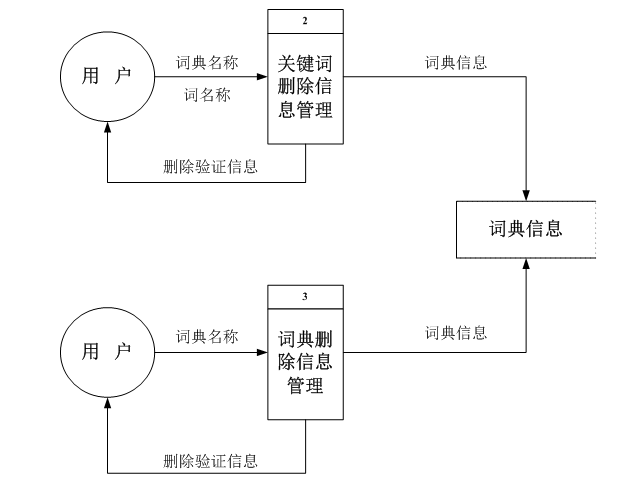 2
关键词
删除信
息管理
用 户
词典名称
词名称
词典信息
删除验证信息
词典信息
3
词典删
除信息
管理
用 户
词典名称
词典信息
删除验证信息